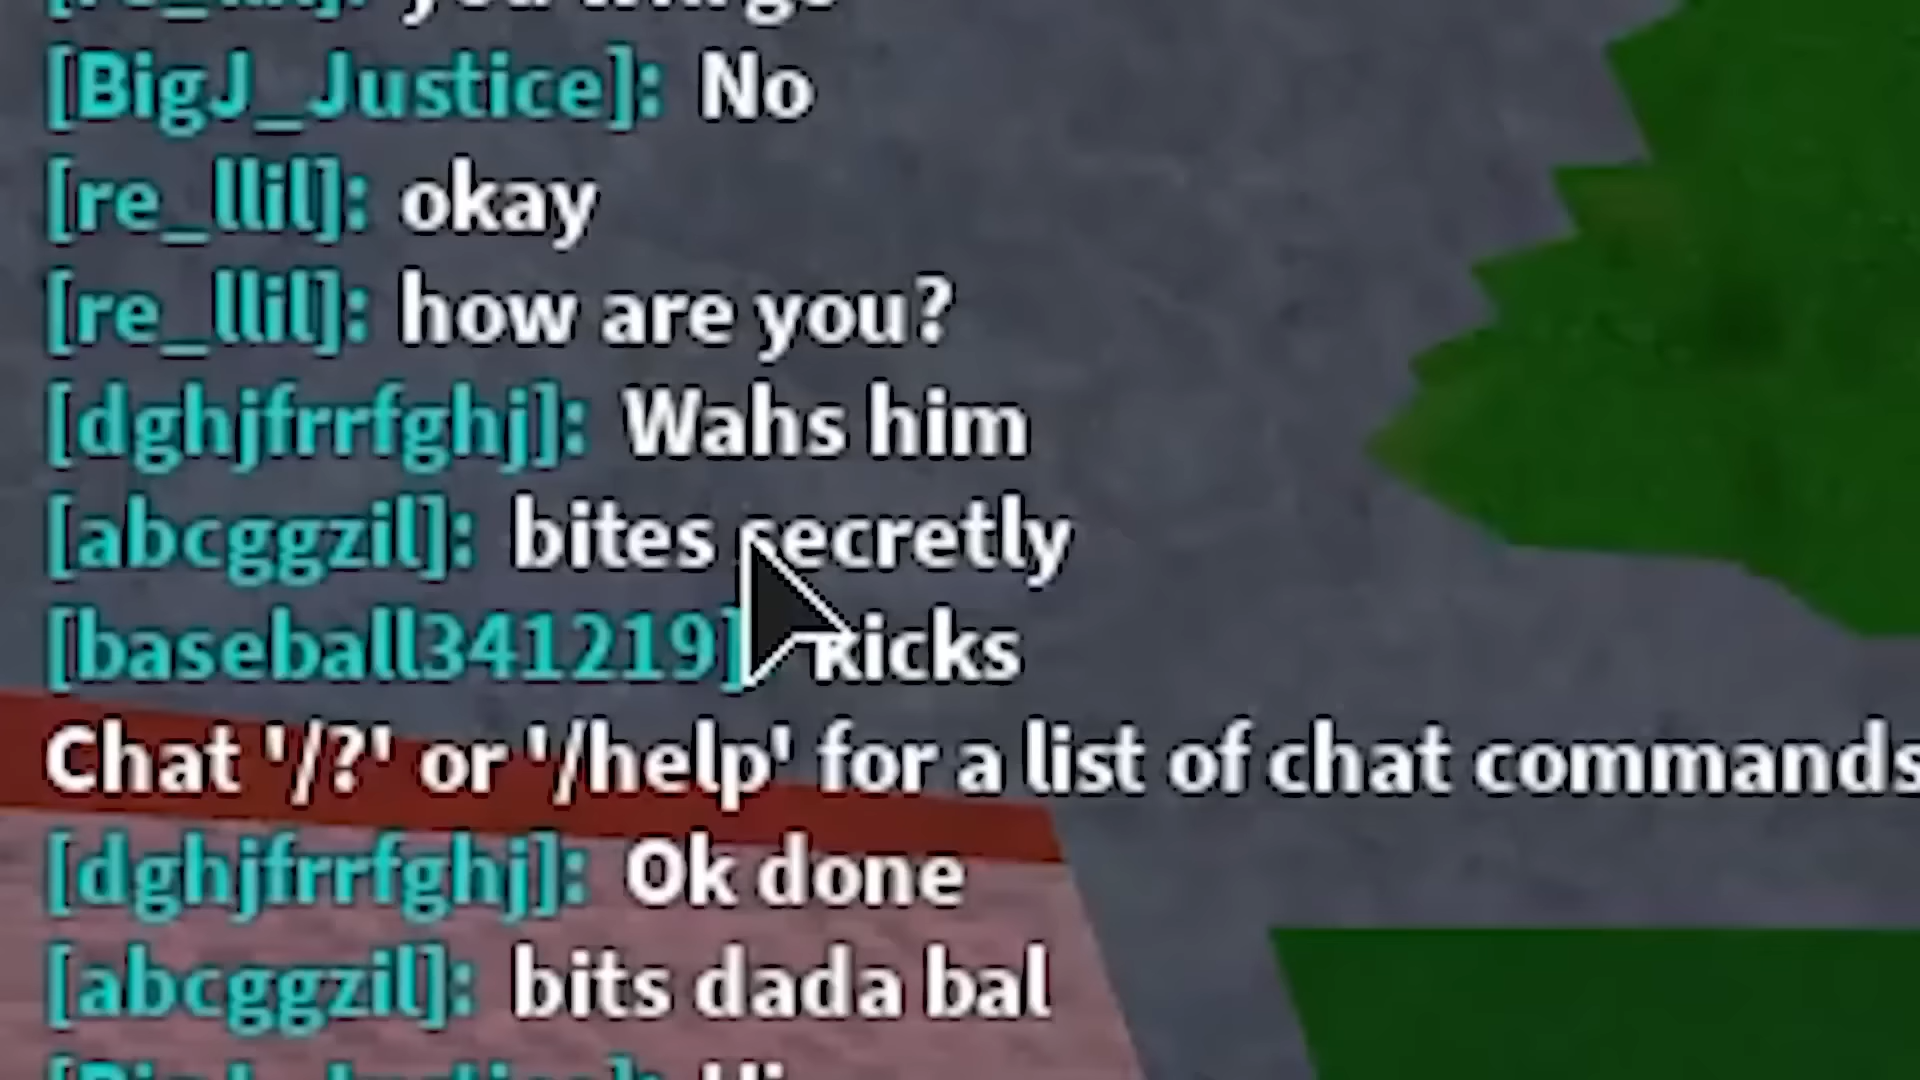 [BigJ_Justice]: No
[re_llil]: okay
[re_llil]: how are you?
[dghjfrrfghj]: Wahs him
[abcggzil]: bites secretly
[baseball341219] kicks
Chat '/?' or '/help' for a list of chat commands
[dghjfrrfghj]: Ok done
[abcggzil]: bits dada bal